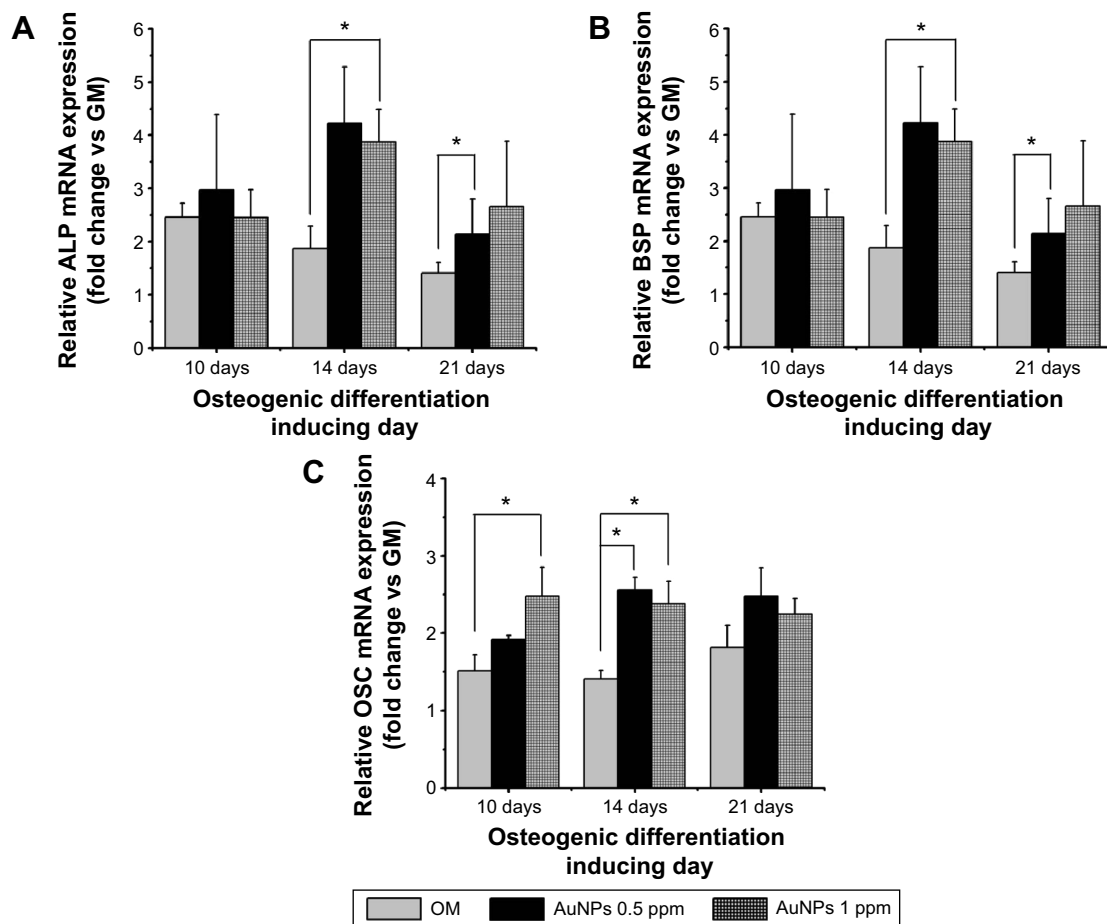 A
Relative ALP mRNA expression
(fold change vs GM)
6
5
4
3
2
1
0
*
*
10 days
14 days
21 days
Osteogenic differentiation
inducing day
B
Relative BSP mRNA expression
(fold change vs GM)
6
5
4
3
2
1
0
*
*
10 days
14 days
21 days
Osteogenic differentiation
inducing day
C
Relative OSC mRNA expression
(fold change vs GM)
4
3
2
1
0
*
*
*
10 days
14 days
21 days
Osteogenic differentiation
inducing day
OM
AuNPs 0.5 ppm
AuNPs 1 ppm